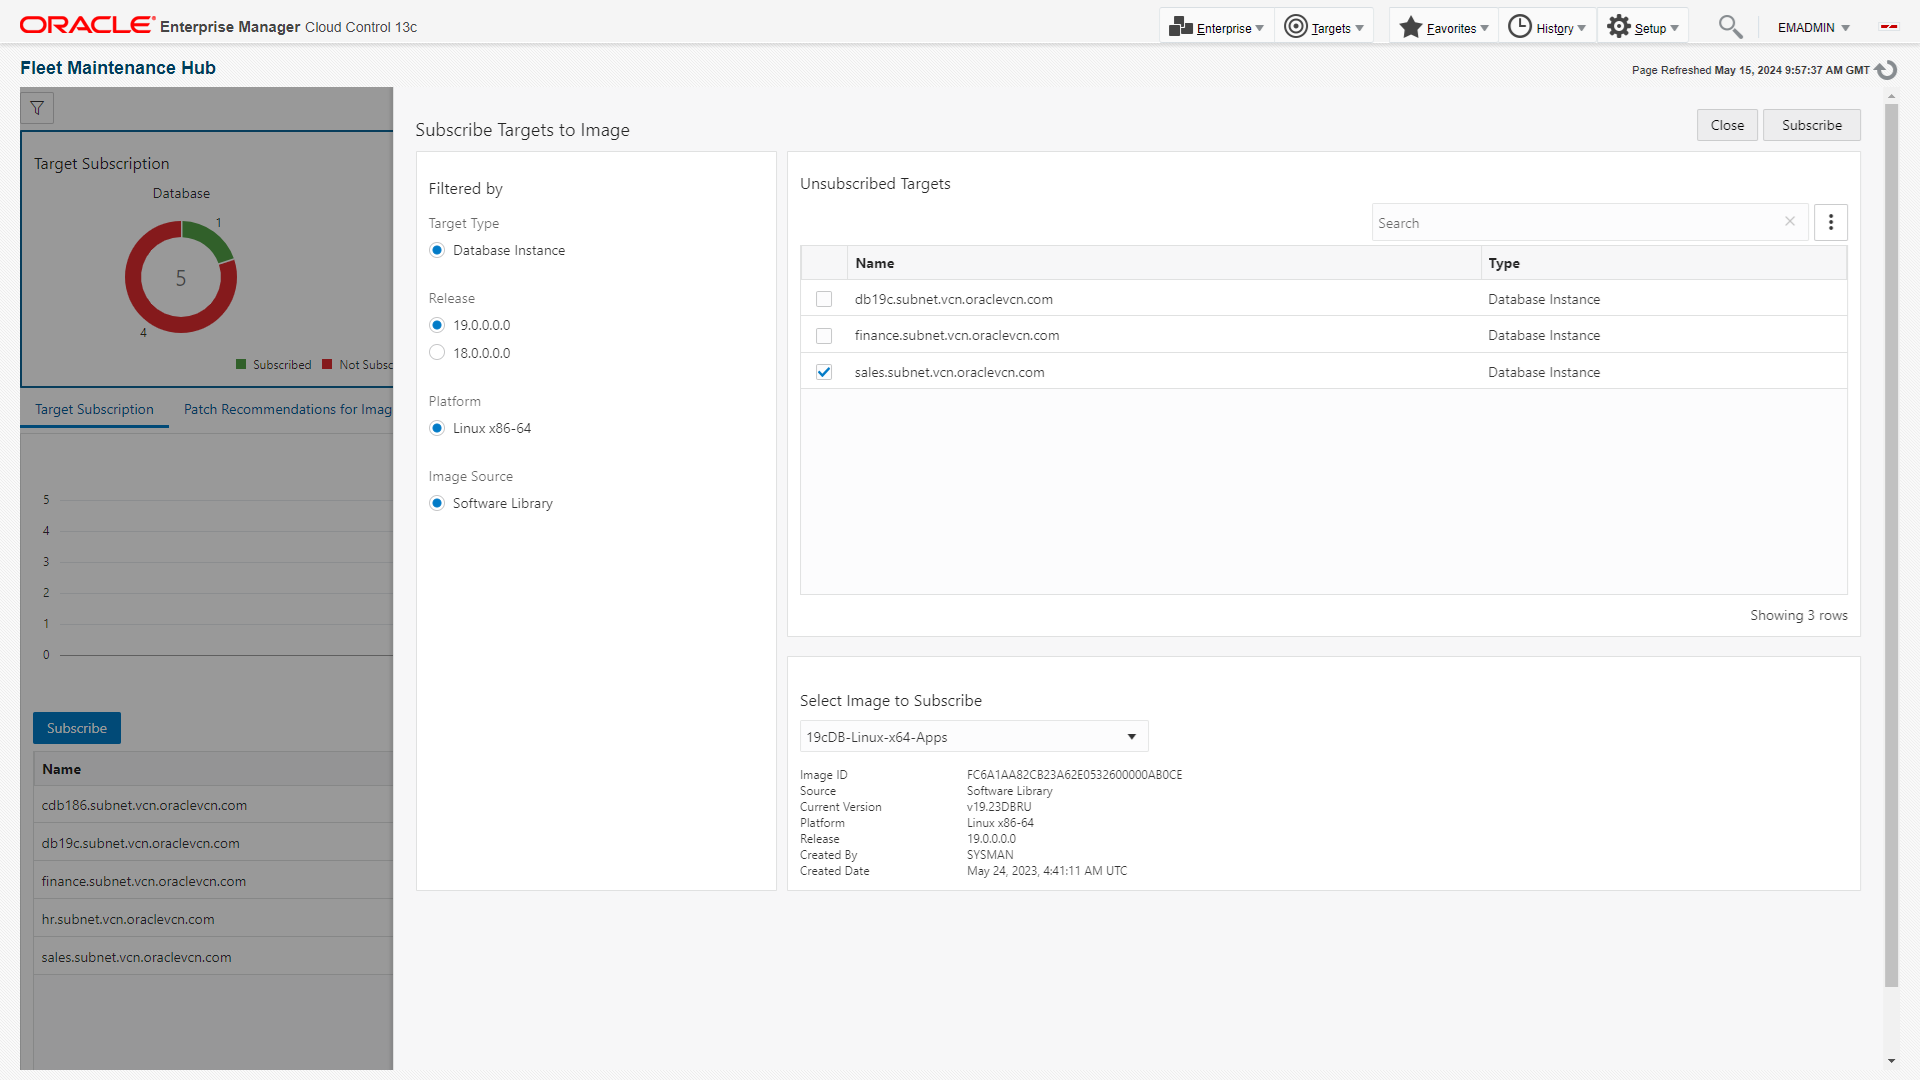 ORACLE Enterprise Manager Cloud Control 13c
Enterprise
Targets
Favorites
History
Setup
EMADMIN
Fleet Maintenance Hub
Page Refreshed May 15, 2024 9:57:37 AM GMT
Target Subscription
Database
1
5
4
Subscribed
Not Subsc
Target Subscription
Patch Recommendations for Imag
5
4
3
2
1
0
Subscribe
Name
cdb186.subnet.vcn.oraclevcn.com
db19c.subnet.vcn.oraclevcn.com
finance.subnet.vcn.oraclevcn.com
hr.subnet.vcn.oraclevcn.com
sales.subnet.vcn.oraclevcn.com
Subscribe Targets to Image
Close
Subscribe
Filtered by
Target Type
Database Instance
Release
19.0.0.0.0
18.0.0.0.0
Platform
Linux x86-64
Image Source
Software Library
Unsubscribed Targets
Search
Name Type
db19c.subnet.vcn.oraclevcn.com Database Instance
finance.subnet.vcn.oraclevcn.com Database Instance
sales.subnet.vcn.oraclevcn.com Database Instance
Showing 3 rows
Select Image to Subscribe
19cDB-Linux-x64-Apps
Image ID FC6A1AA82CB23A62E0532600000AB0CE
Source Software Library
Current Version v19.23DBRU
Platform Linux x86-64
Release 19.0.0.0.0
Created By SYSMAN
Created Date May 24, 2023, 4:41:11 AM UTC